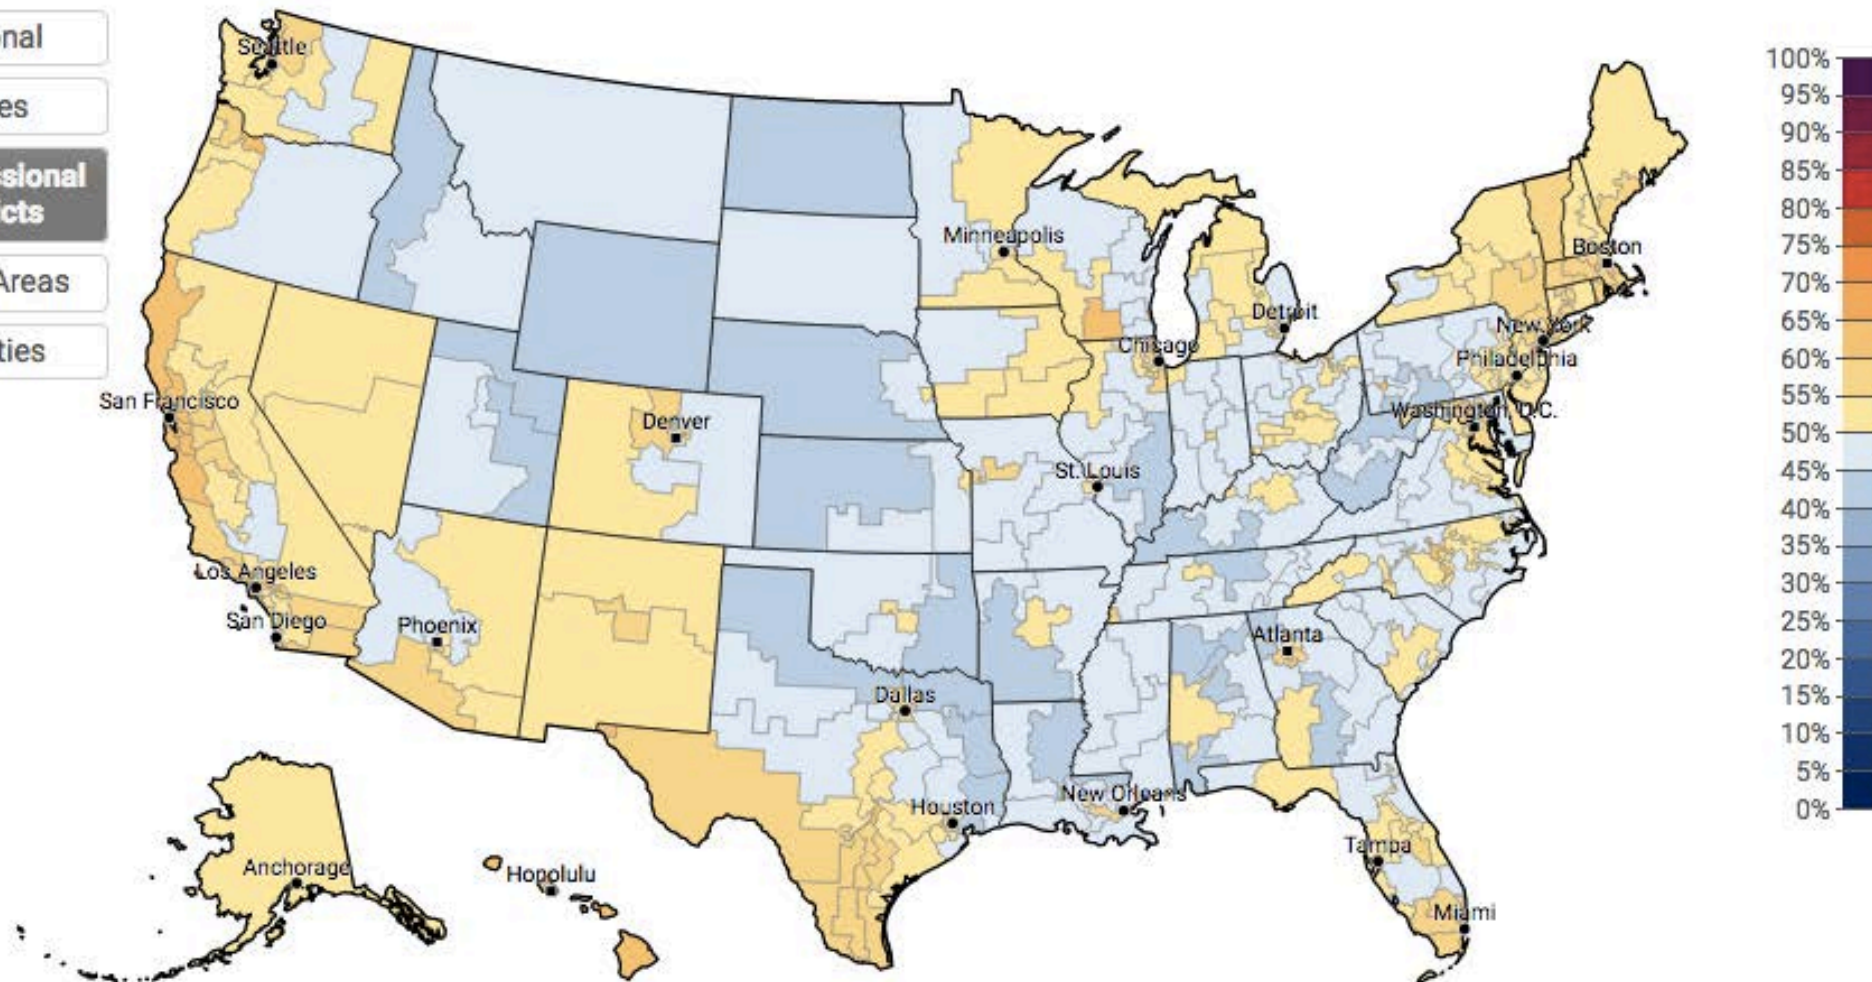 nal
es
ssional
icts
Areas
ties
Seattle
Minneapolis
Boston
Detroit
New York
Chicago
Philadelphia
San Francisco
Denver
Washington, D.C.
St. Louis
Los Angeles
San Diego
Phoenix
Atlanta
Dallas
New Orleans
Houston
Tampa
Anchorage
Honolulu
Miami
100%
95%
90%
85%
80%
75%
70%
65%
60%
55%
50%
45%
40%
35%
30%
25%
20%
15%
10%
5%
0%